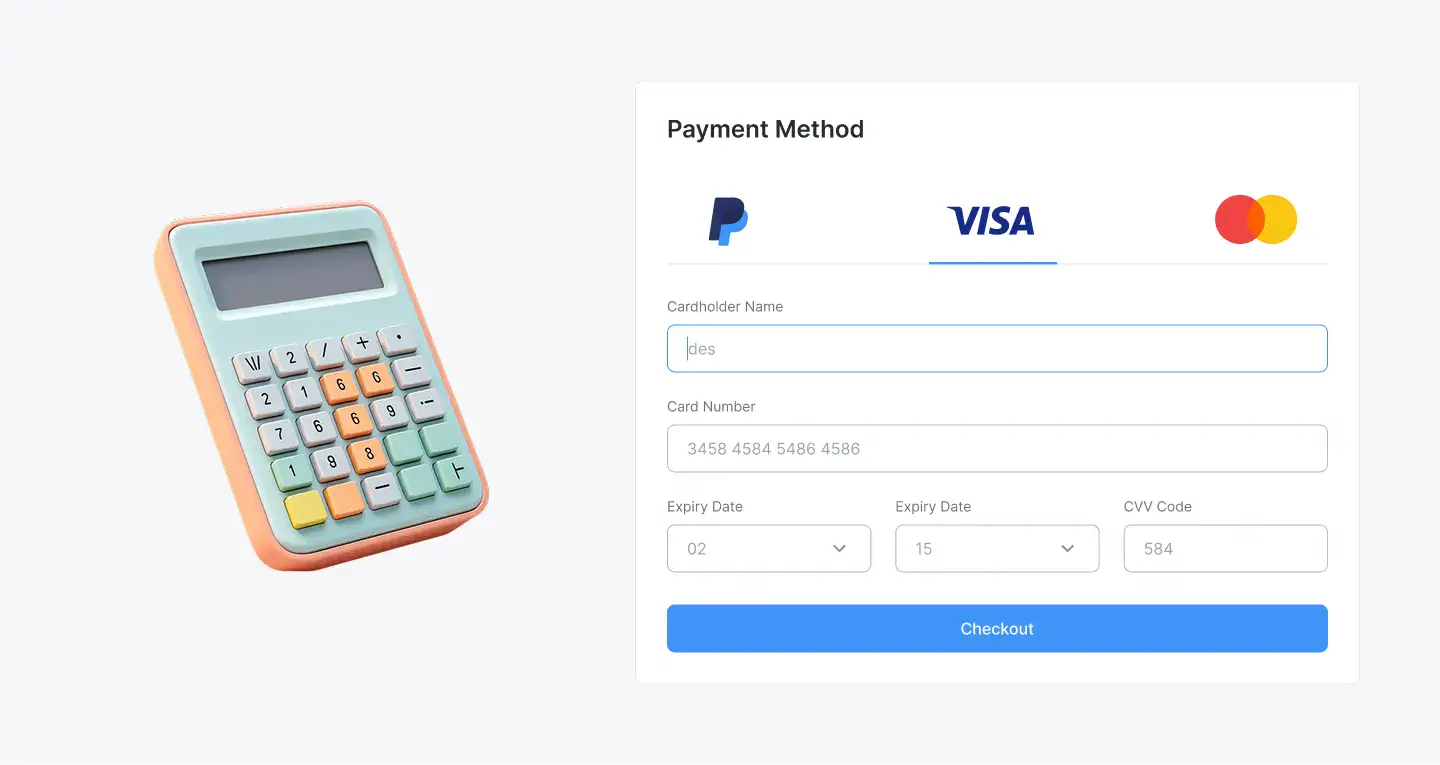 Payment Method
VISA
Cardholder Name
des
Card Number
3458 4584 5486 4586
Expiry Date Expiry Date CVV Code
02 15 584
Checkout
\|/ 2 / + •
2 1 6 6 —
7 6 6 9 ·—
1 8
—